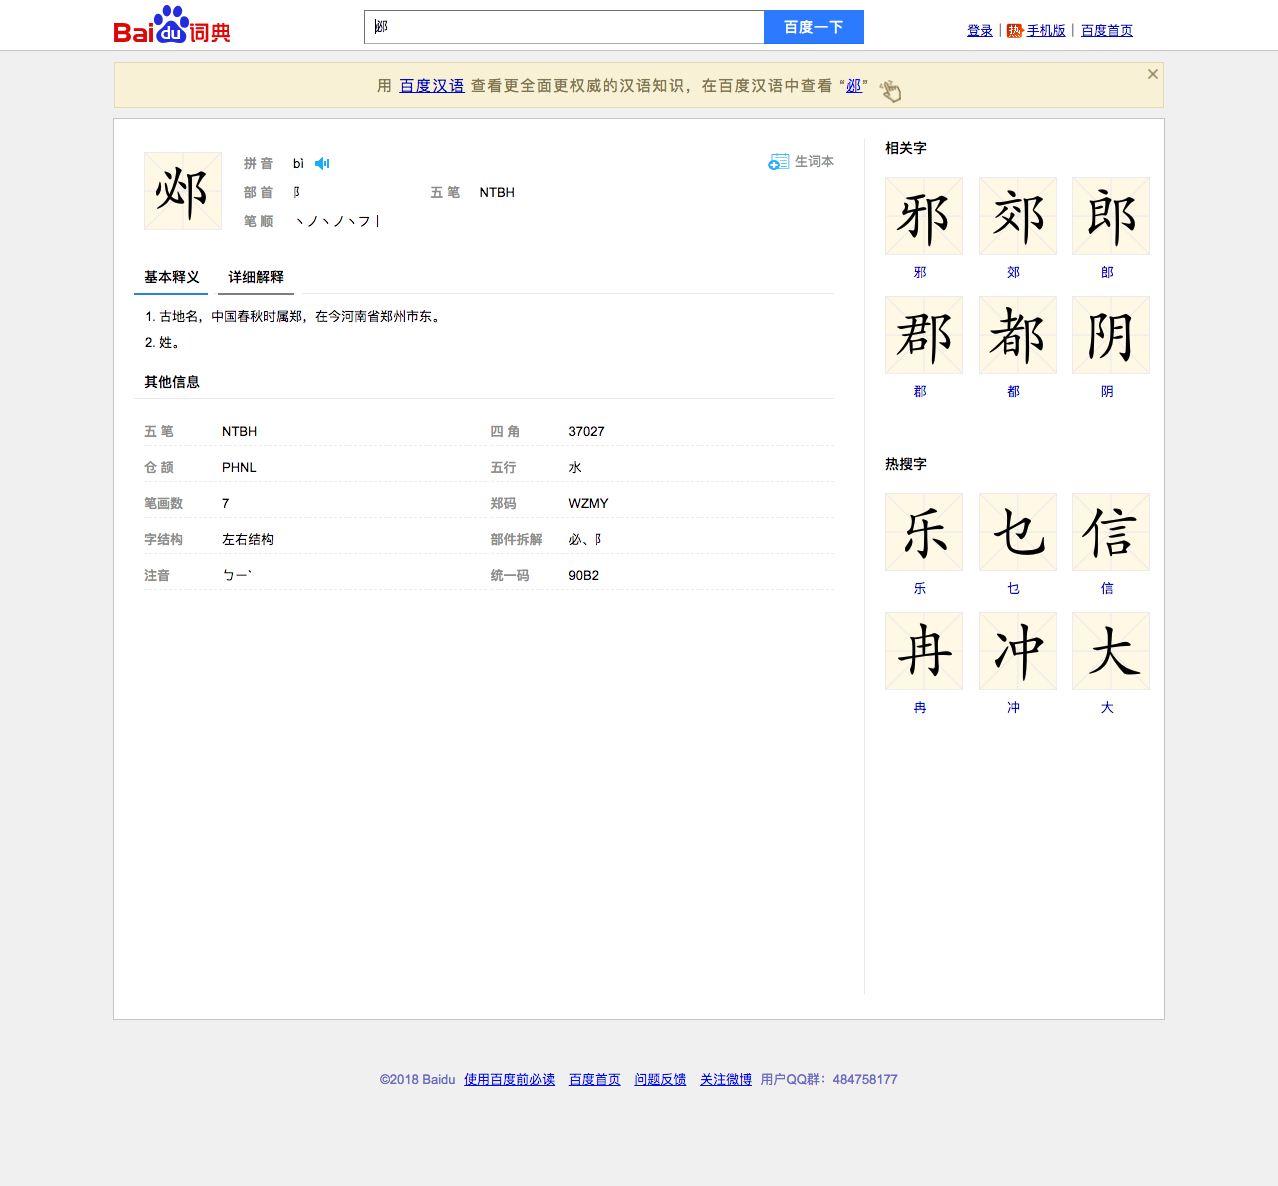 Bai du 词典
邲
百度一下
登录 | 热 手机版 | 百度首页
用 百度汉语 查看更全面更权威的汉语知识，在百度汉语中查看 “邲”
邲
拼 音 bì
生词本
部 首 阝 五 笔 NTBH
笔 顺 丶ノ丶ノ丶フ丨
基本释义 详细解释
1. 古地名，中国春秋时属郑，在今河南省郑州市东。
2. 姓。
其他信息
五 笔 NTBH 四 角 37027
仓 颉 PHNL 五行 水
笔画数 7 郑码 WZMY
字结构 左右结构 部件拆解 必、阝
注音 ㄅㄧˋ 统一码 90B2
相关字
邪 郊 郎
邪 郊 郎
郡 都 阴
郡 都 阴
热搜字
乐 乜 信
乐 乜 信
冉 冲 大
冉 冲 大
©2018 Baidu 使用百度前必读 百度首页 问题反馈 关注微博 用户QQ群：484758177